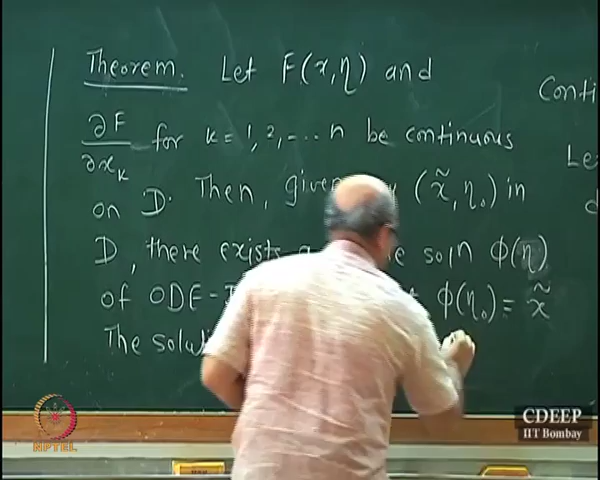 Theorem. Let F(x, η) and
∂F/∂x_k for k = 1, 2, .... n be continuous
on D. Then, given (x̃, η₀) in
D, there exists soln φ(η)
of ODE- φ(η₀) = x̃
The
Conti
Le
NPTEL
CDEEP
IIT Bombay